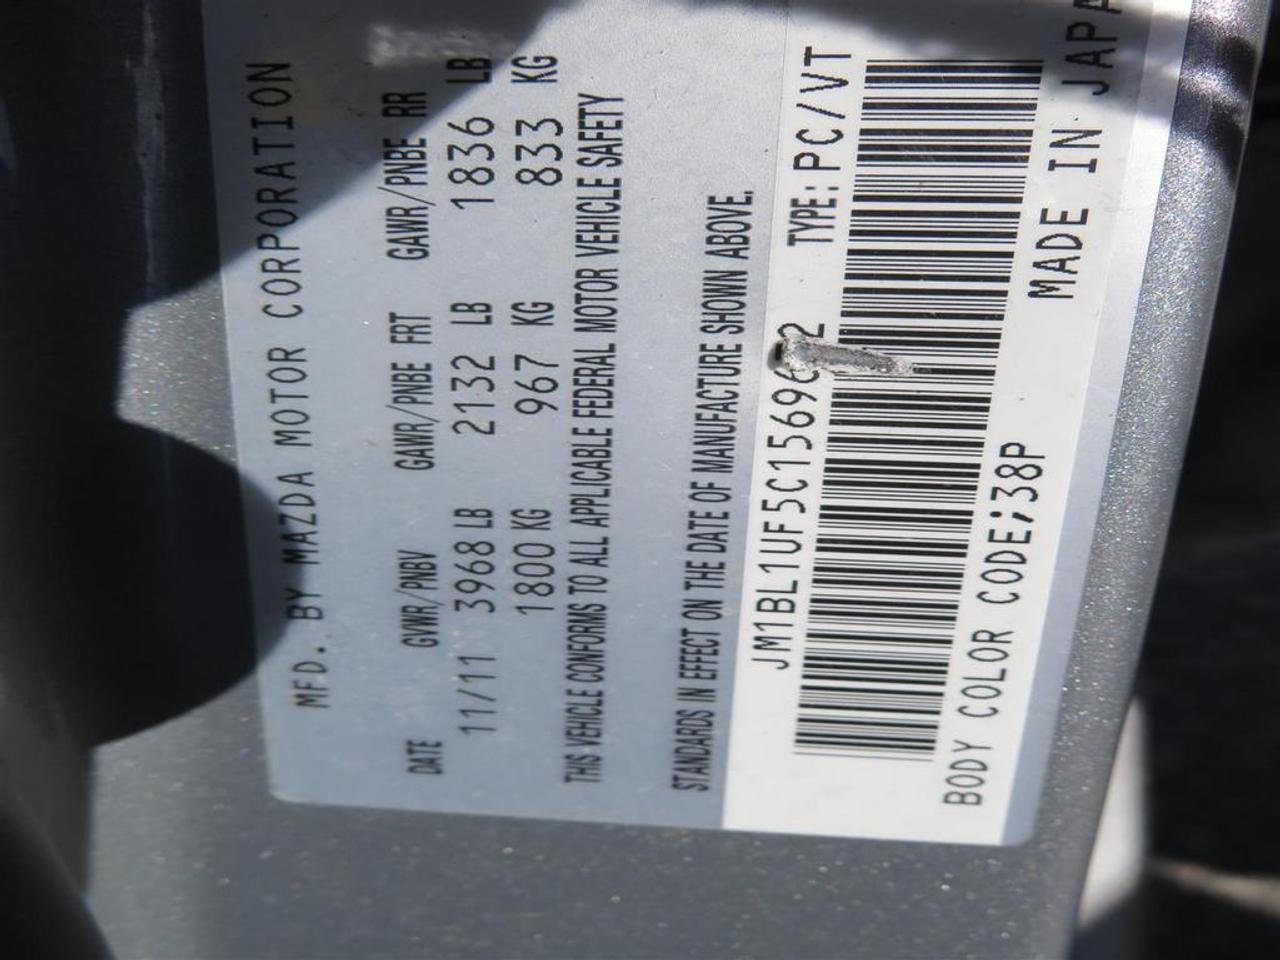 MFD. BY MAZDA MOTOR CORPORATION
DATE GVWR/PNBV GAWR/PNBE FRT GAWR/PNBE RR
11/11 3968 LB 2132 LB 1836 LB
1800 KG 967 KG 833 KG
THIS VEHICLE CONFORMS TO ALL APPLICABLE FEDERAL MOTOR VEHICLE SAFETY
STANDARDS IN EFFECT ON THE DATE OF MANUFACTURE SHOWN ABOVE.
TYPE: PC/VT
BODY COLOR CODE;38P MADE IN